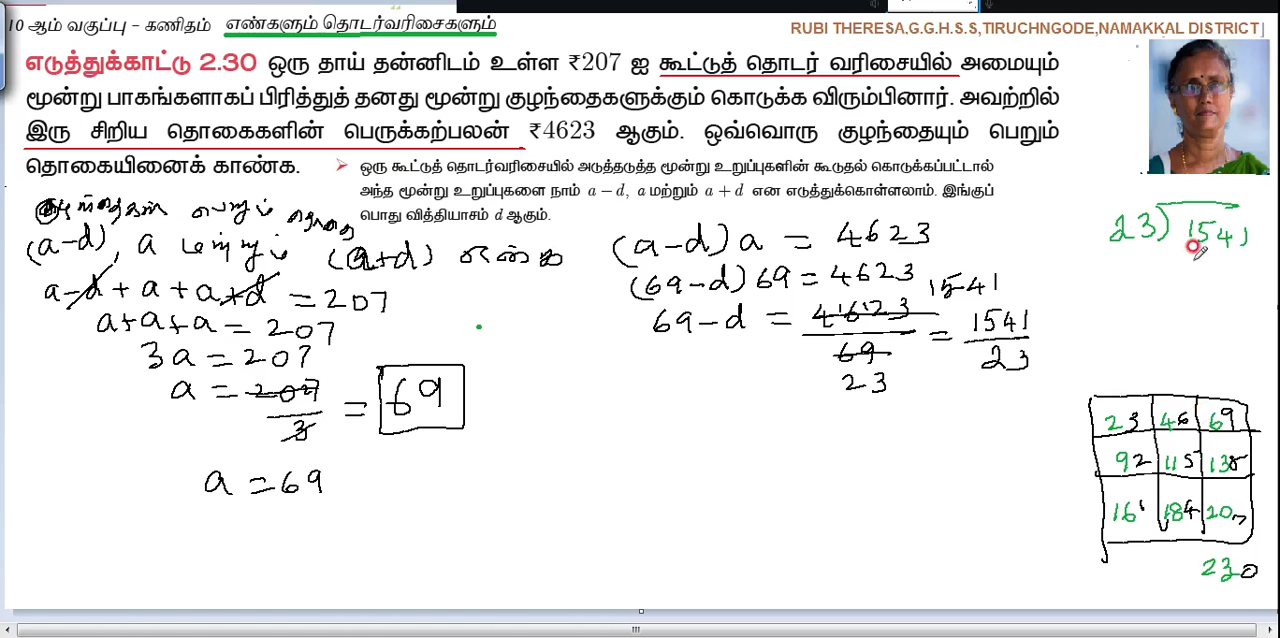 10 ஆம் வகுப்பு – கணிதம் எண்களும் தொடர்வரிசைகளும்
RUBI THERESA,G.G.H.S.S,TIRUCHNGODE,NAMAKKAL DISTRICT
எடுத்துக்காட்டு 2.30 ஒரு தாய் தன்னிடம் உள்ள ₹207 ஐ கூட்டுத் தொடர் வரிசையில் அமையும்
மூன்று பாகங்களாகப் பிரித்துத் தனது மூன்று குழந்தைகளுக்கும் கொடுக்க விரும்பினார். அவற்றில்
இரு சிறிய தொகைகளின் பெருக்கற்பலன் ₹4623 ஆகும். ஒவ்வொரு குழந்தையும் பெறும்
தொகையினைக் காண்க.
➤ ஒரு கூட்டுத் தொடர்வரிசையில் அடுத்தடுத்த மூன்று உறுப்புகளின் கூடுதல் கொடுக்கப்பட்டால்
அந்த மூன்று உறுப்புகளை நாம் a – d, a மற்றும் a + d என எடுத்துக்கொள்ளலாம். இங்குப்
பொது வித்தியாசம் d ஆகும்.
குழந்தைகள் பெறும் தொகை
(a-d), a மற்றும் (a+d) என்க
a-d + a + a+d = 207
a+a+a = 207
3a = 207
a = 207/3 = 69
a = 69
(a-d) a = 4623
(69-d) 69 = 4623
1541
69-d = 4623/69 = 1541/23
23
23) 1541
23 46 69
92 115 138
161 184 207
230